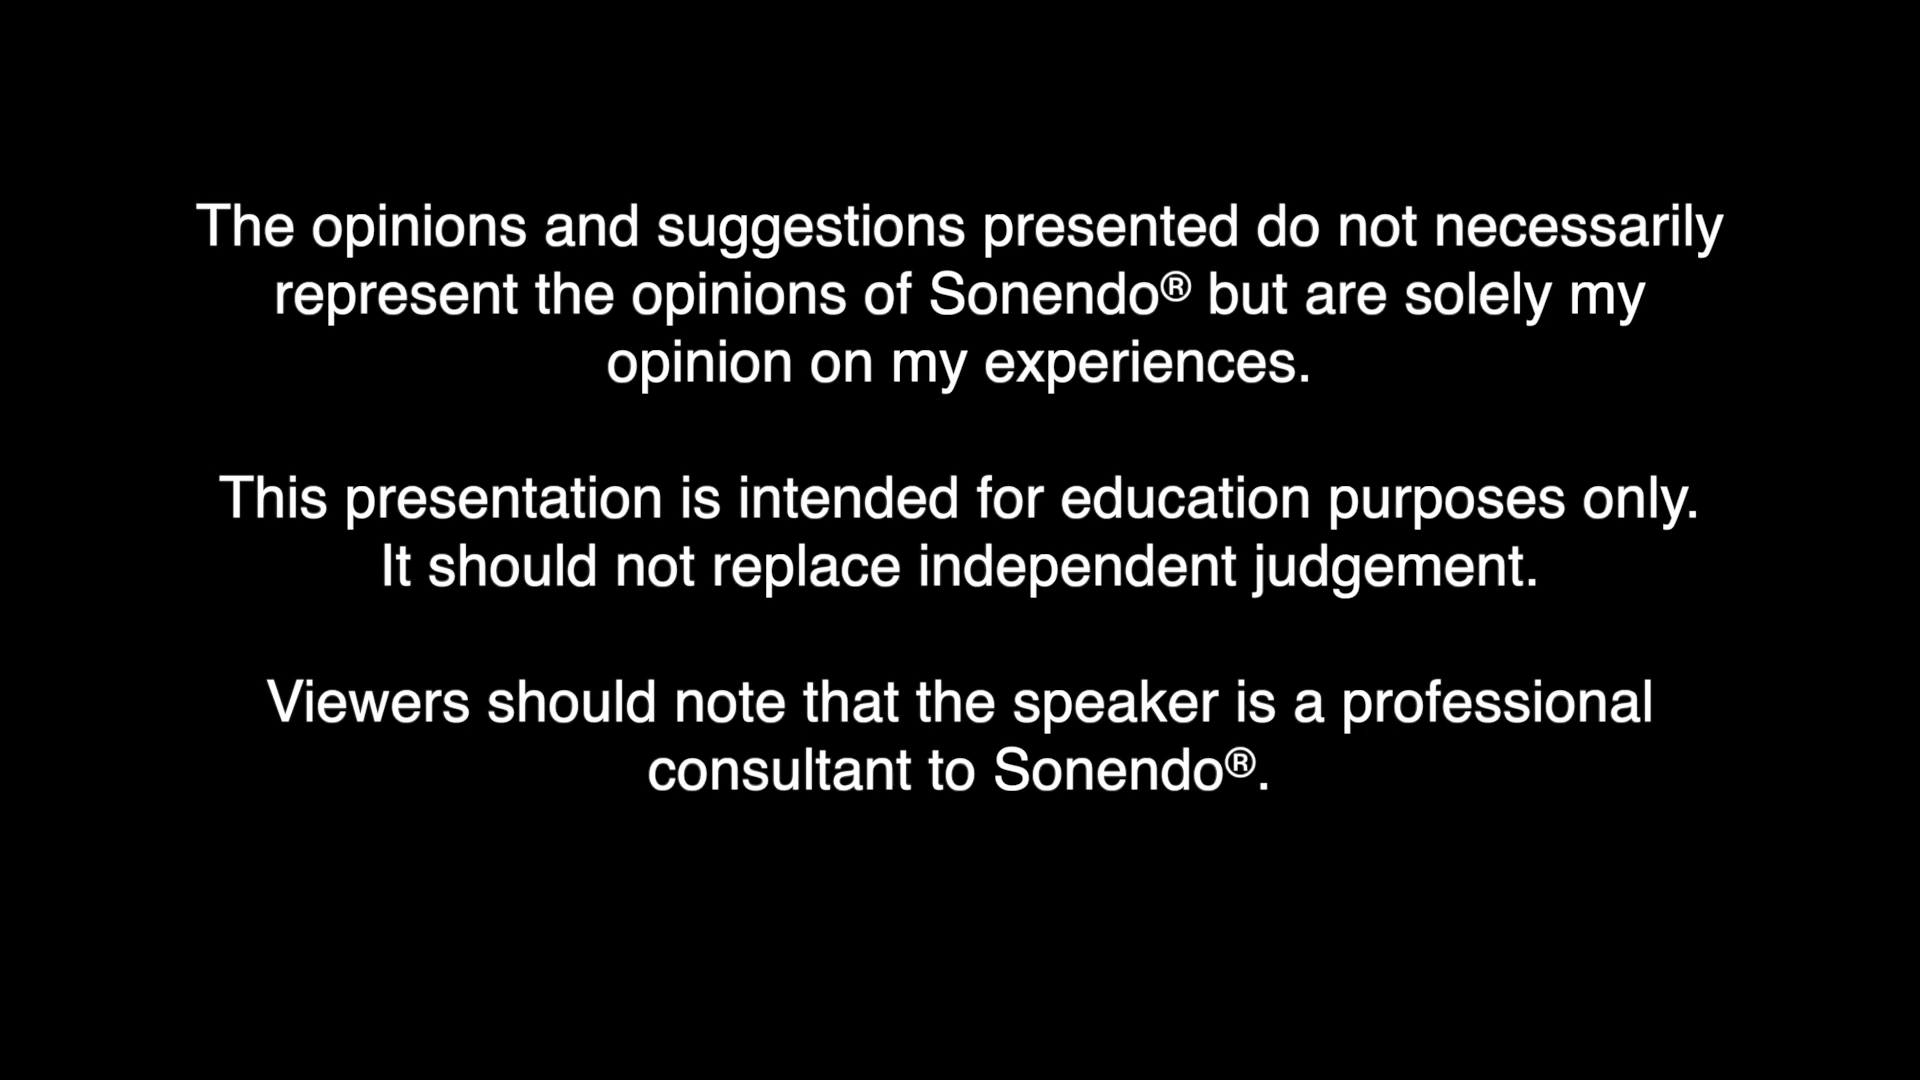 The opinions and suggestions presented do not necessarily
represent the opinions of Sonendo® but are solely my
opinion on my experiences.
This presentation is intended for education purposes only.
It should not replace independent judgement.
Viewers should note that the speaker is a professional
consultant to Sonendo®.